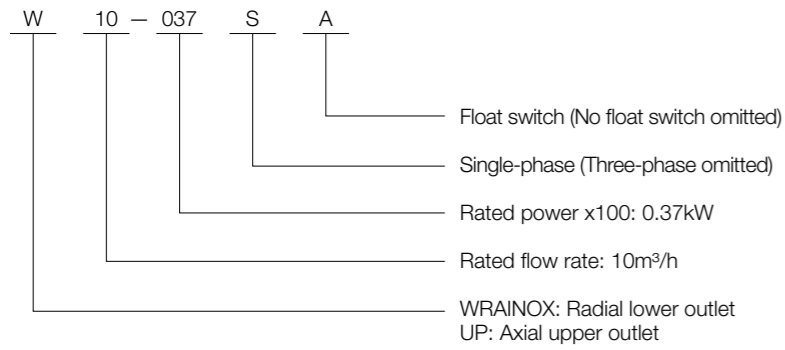 W 10 — 037 S A
Float switch (No float switch omitted)
Single-phase (Three-phase omitted)
Rated power x100: 0.37kW
Rated flow rate: 10m³/h
WRAINOX: Radial lower outlet
UP: Axial upper outlet